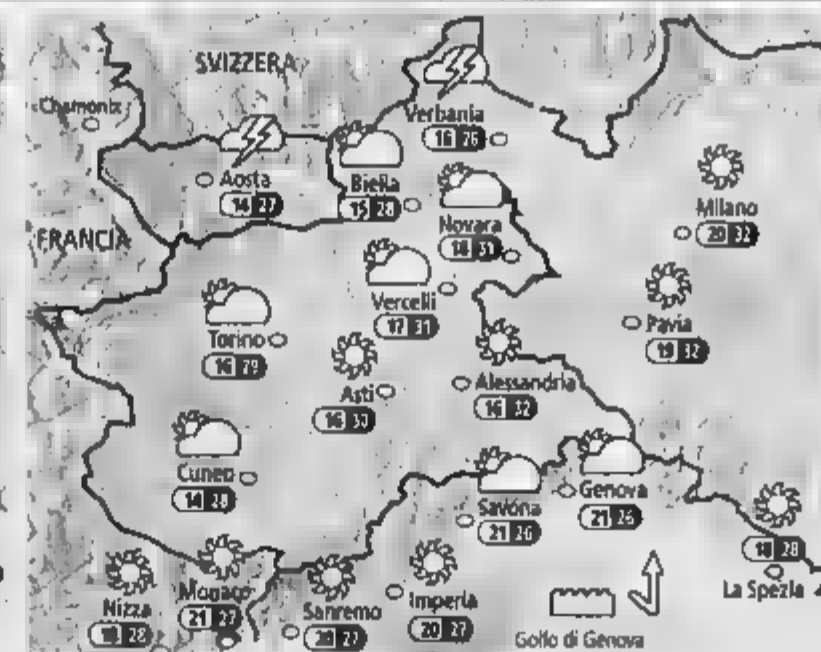 SVIZZERA
Chamonix
Verbania
16 26
Aosta
14 27
Biella
15 28
Milano
20 32
Novara
18 31
FRANCIA
Vercelli
17 31
Torino
16 29
Pavia
19 32
Asti
16 30
Alessandria
16 32
Cuneo
14 28
Savona
21 26
Genova
21 26
18 28
La Spezia
Nizza
28
Monaco
21 27
Sanremo
20 27
Imperia
20 27
Golfo di Genova